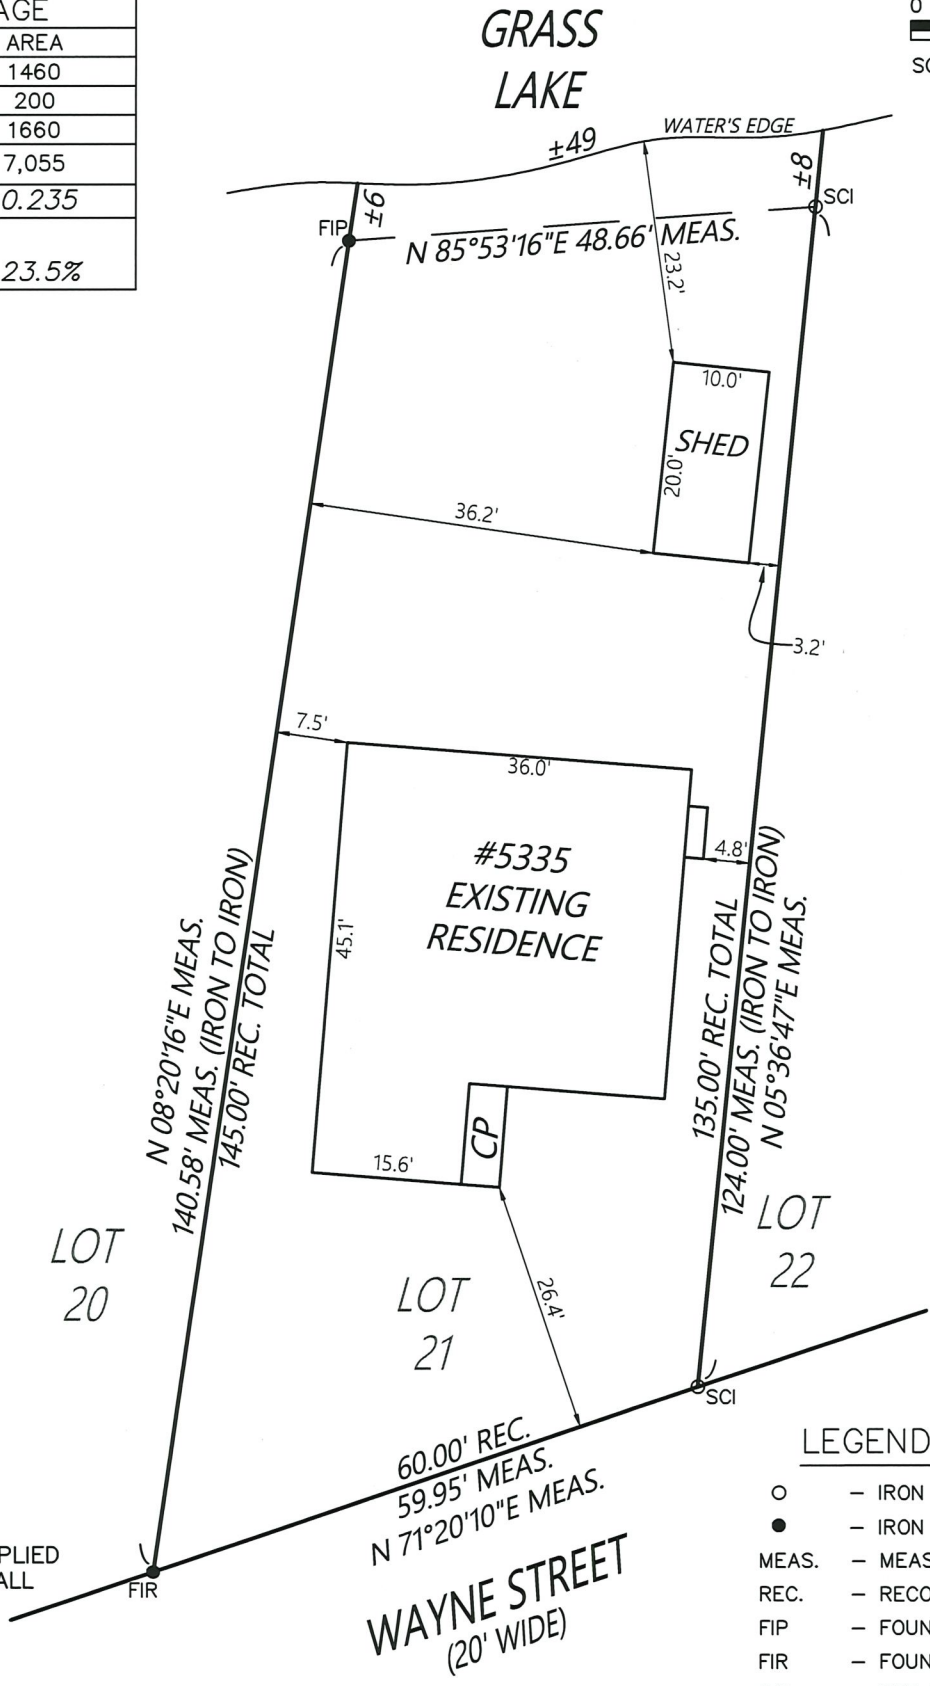 AGE
AREA
1460
200
1660
7,055
0.235
23.5%
GRASS
LAKE
0
±49
WATER'S EDGE
±9
±8
FIP
SCI
N 85°53'16"E 48.66' MEAS.
23.2'
10.0'
SHED
20.0'
36.2'
3.2'
7.5'
36.0'
#5335
EXISTING
RESIDENCE
4.8'
45.1'
N 08°20'16"E MEAS.
140.58' MEAS. (IRON TO IRON)
145.00' REC. TOTAL
135.00' REC. TOTAL
124.00' MEAS. (IRON TO IRON)
N 05°36'47"E MEAS.
CP
15.6'
26.4'
LOT
20
LOT
21
LOT
22
SCI
60.00' REC.
59.95' MEAS.
N 71°20'10"E MEAS.
WAYNE STREET
(20' WIDE)
FIR
PLIED
ALL
LEGEND
– IRON
– IRON
MEAS. – MEAS
REC. – RECO
FIP – FOUN
FIR – FOUN